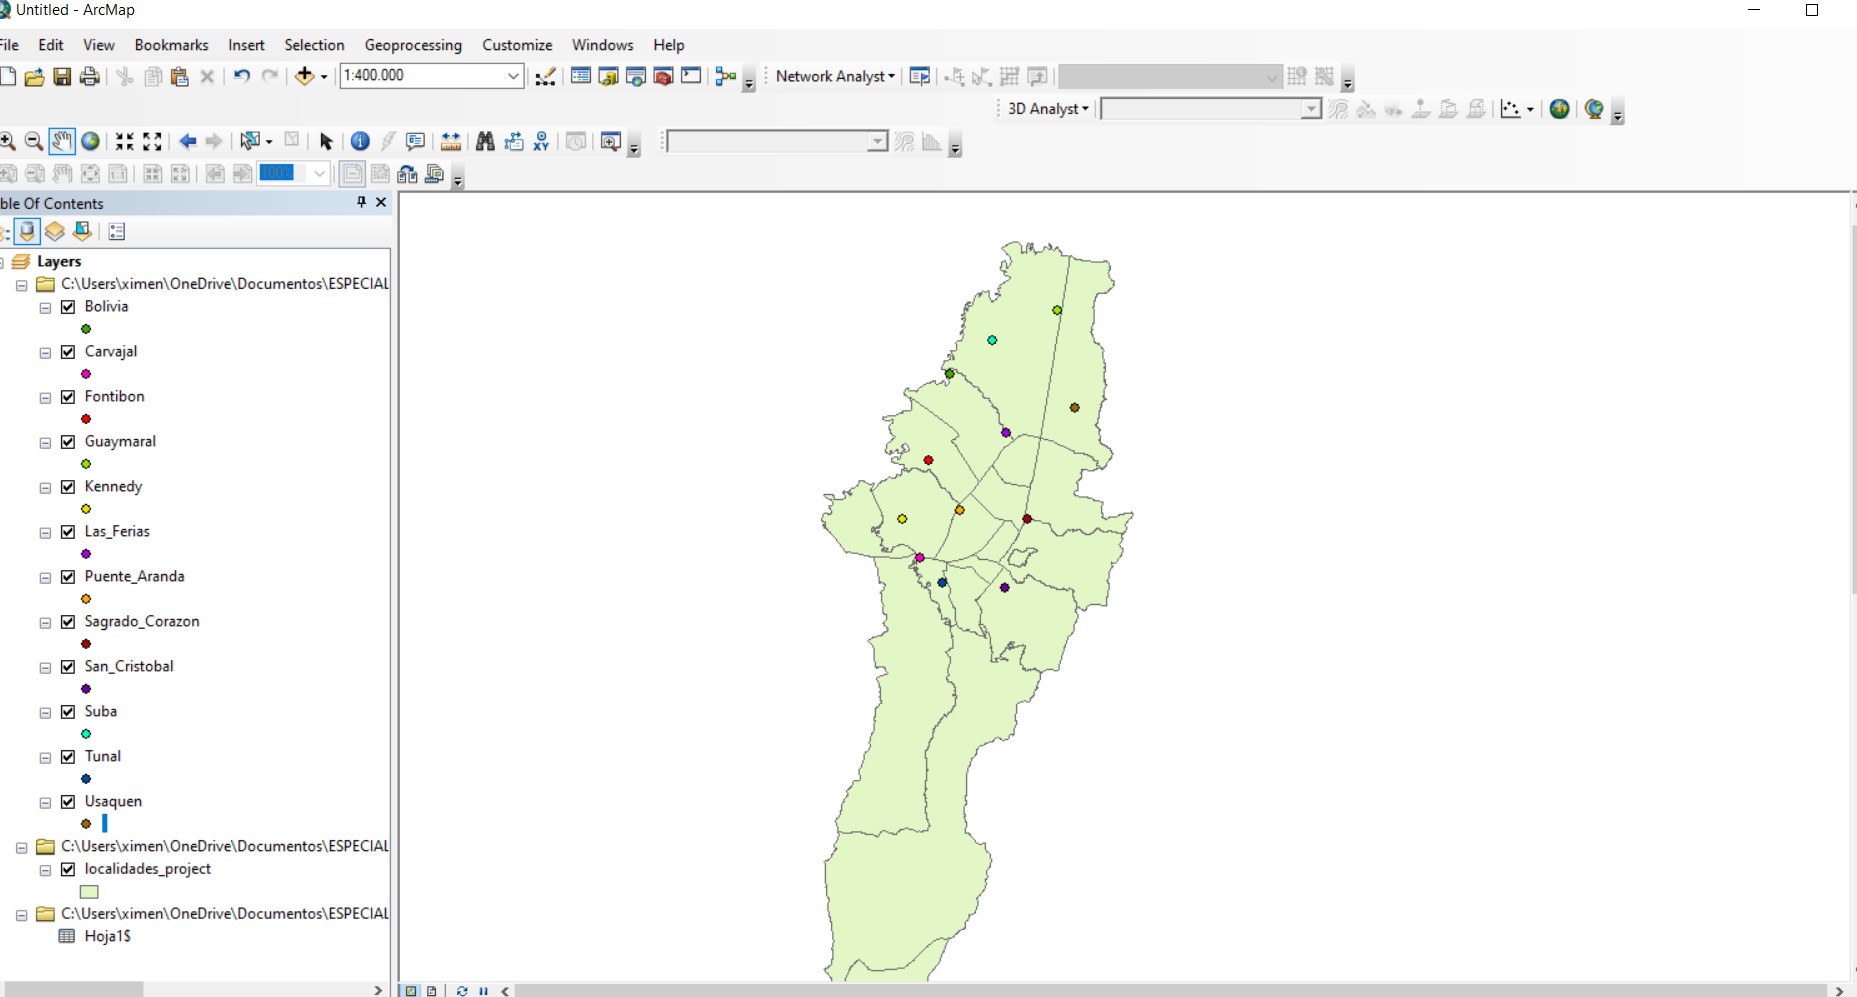 Untitled - ArcMap
File Edit View Bookmarks Insert Selection Geoprocessing Customize Windows Help
1:400.000 Network Analyst
3D Analyst
XY
100%
ble Of Contents
Layers
C:\Users\ximen\OneDrive\Documentos\ESPECIAL
Bolivia
Carvajal
Fontibon
Guaymaral
Kennedy
Las_Ferias
Puente_Aranda
Sagrado_Corazon
San_Cristobal
Suba
Tunal
Usaquen
C:\Users\ximen\OneDrive\Documentos\ESPECIAL
localidades_project
C:\Users\ximen\OneDrive\Documentos\ESPECIAL
Hoja1$